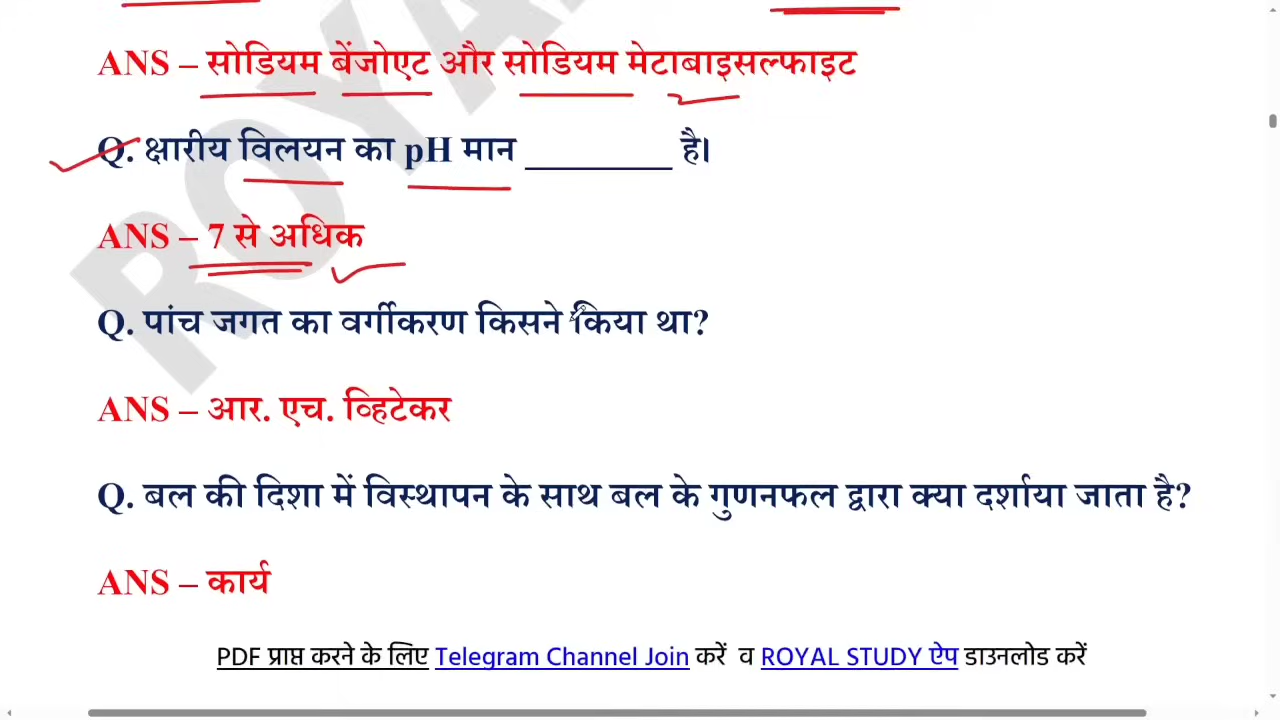 ANS – सोडियम बेंजोएट और सोडियम मेटाबाइसल्फाइट
Q. क्षारीय विलयन का pH मान ________ है।
ANS – 7 से अधिक
Q. पांच जगत का वर्गीकरण किसने किया था?
ANS – आर. एच. व्हिटेकर
Q. बल की दिशा में विस्थापन के साथ बल के गुणनफल द्वारा क्या दर्शाया जाता है?
ANS – कार्य
PDF प्राप्त करने के लिए Telegram Channel Join करें व ROYAL STUDY ऐप डाउनलोड करें